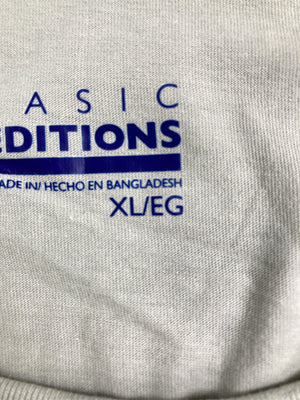 ASIC
EDITIONS
ADE IN/ HECHO EN BANGLADESH
XL/EG